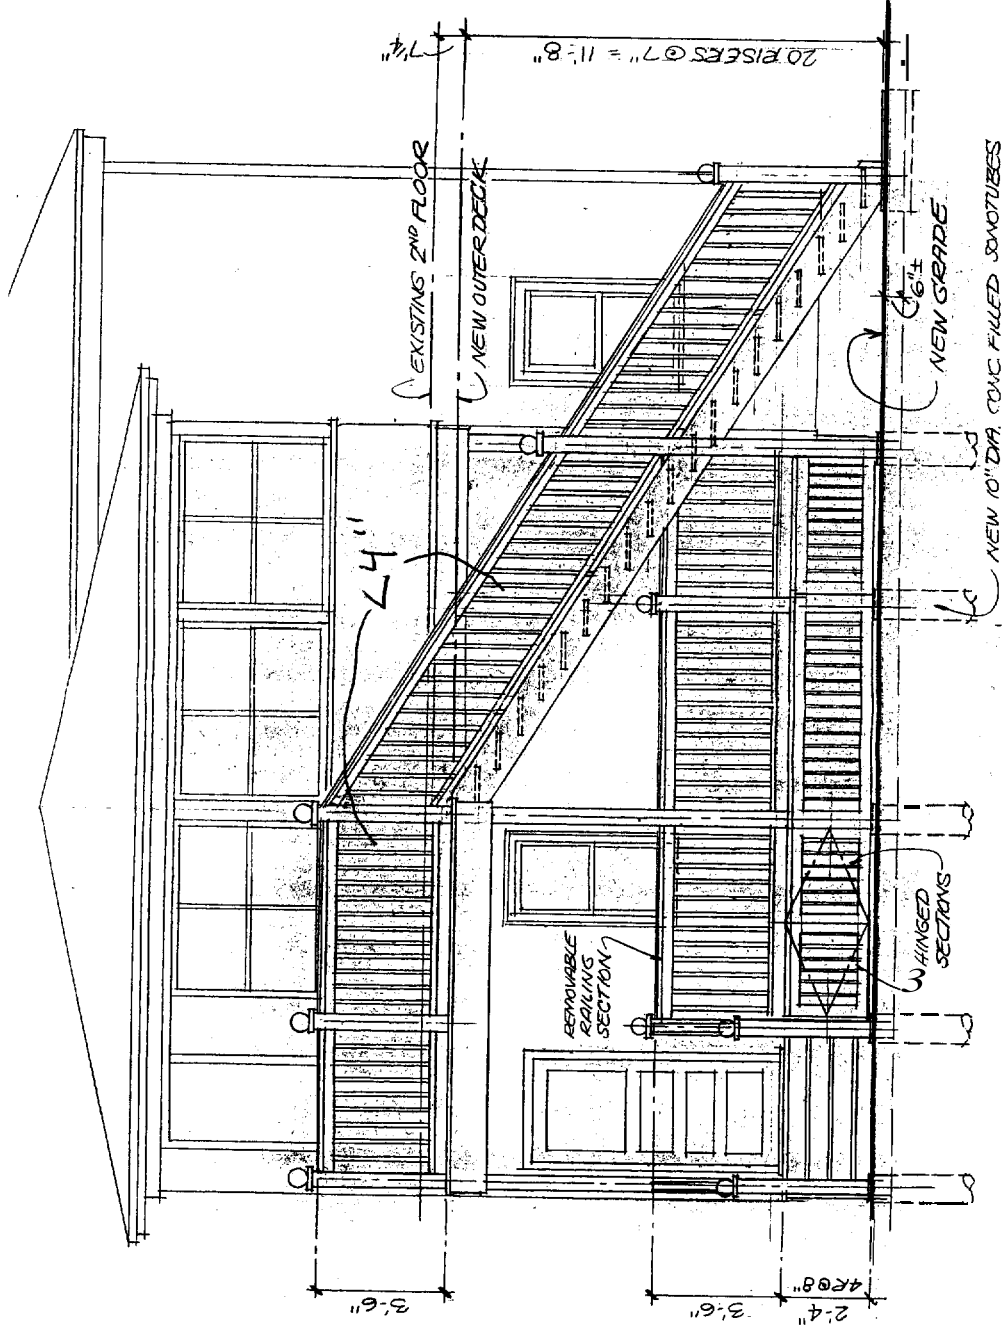 7¼"
20 RISERS @ 7" = 11'-8"
EXISTING 2ND FLOOR
NEW OUTER DECK
<4"
6"±
NEW GRADE
NEW 10" DIA. CONC. FILLED SONOTUBES
REMOVABLE
RAILING
SECTION
HINGED
SECTIONS
3'-6"
3'-6"
4R@8"
2'-4"